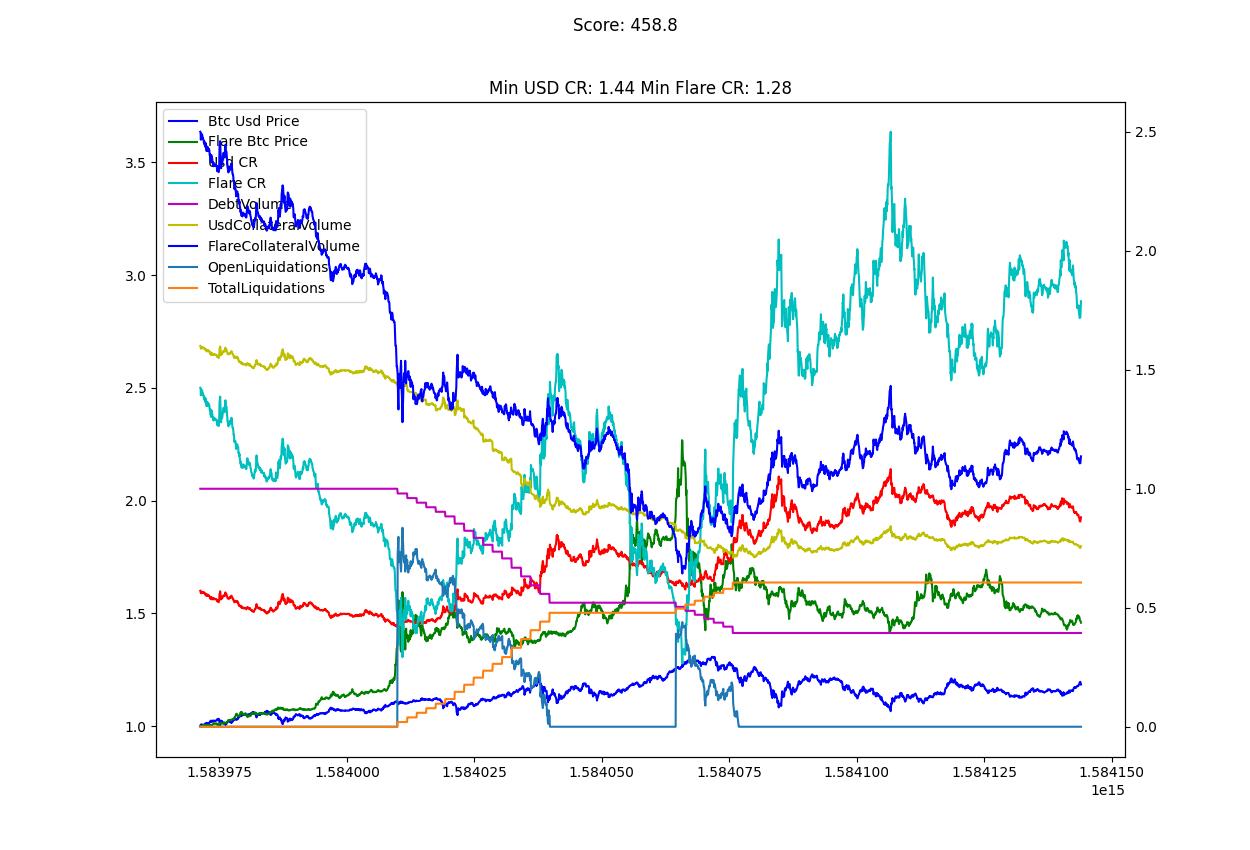 Score: 458.8
Min USD CR: 1.44 Min Flare CR: 1.28
Btc Usd Price
Flare Btc Price
Usd CR
Flare CR
DebtVolume
UsdCollateralVolume
FlareCollateralVolume
OpenLiquidations
TotalLiquidations
3.5
3.0
2.5
2.0
1.5
1.0
2.5
2.0
1.5
1.0
0.5
0.0
1.583975
1.584000
1.584025
1.584050
1.584075
1.584100
1.584125
1.584150
1e15